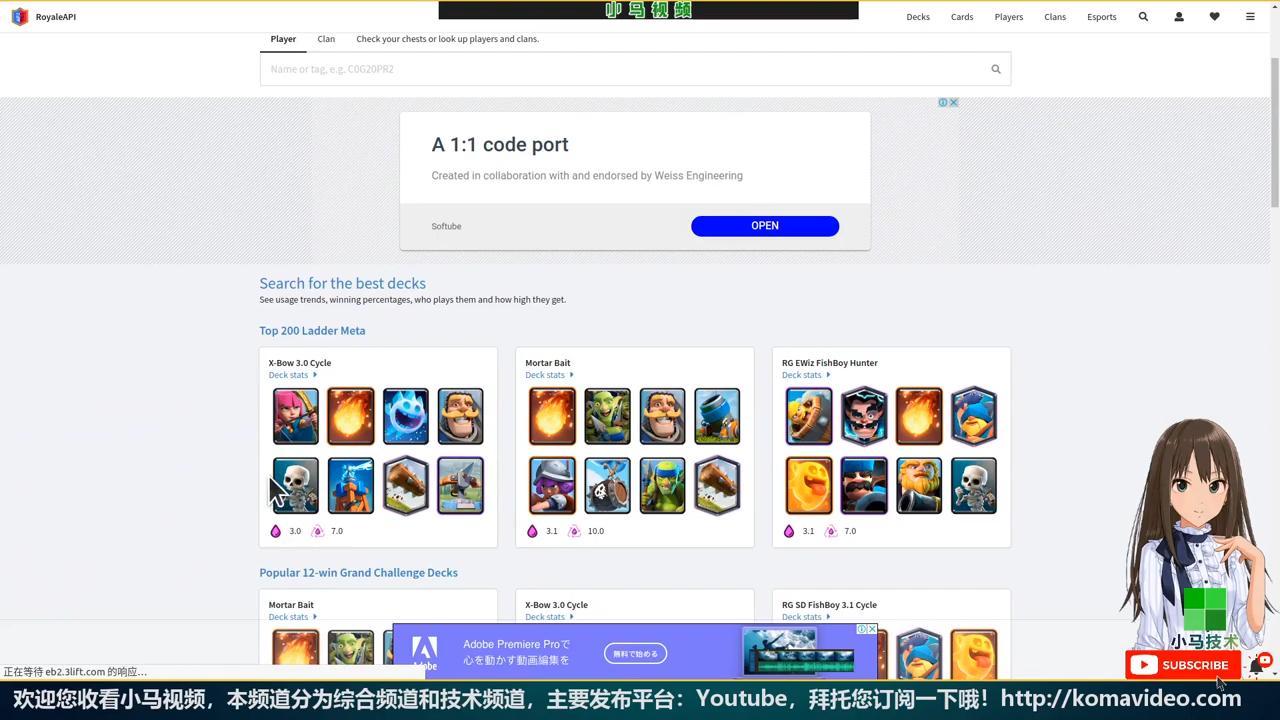 小马视频
RoyaleAPI
Decks Cards Players Clans Esports
Player Clan Check your chests or look up players and clans.
Name or tag, e.g. C0G20PR2
A 1:1 code port
Created in collaboration with and endorsed by Weiss Engineering
Softube OPEN
Search for the best decks
See usage trends, winning percentages, who plays them and how high they get.
Top 200 Ladder Meta
X-Bow 3.0 Cycle
Deck stats
3.0 7.0
Mortar Bait
Deck stats
3.1 10.0
RG EWiz FishBoy Hunter
Deck stats
3.1 7.0
Popular 12-win Grand Challenge Decks
Mortar Bait
Deck stats
X-Bow 3.0 Cycle
Deck stats
RG SD FishBoy 3.1 Cycle
Deck stats
Adobe
Adobe Premiere Proで
心を動かす動画編集を
無料で始める
小马技术
SUBSCRIBE
正在等待 eb2.3lift.com 的响应...
欢迎您收看小马视频，本频道分为综合频道和技术频道，主要发布平台：Youtube，拜托您订阅一下哦！http://komavideo.com